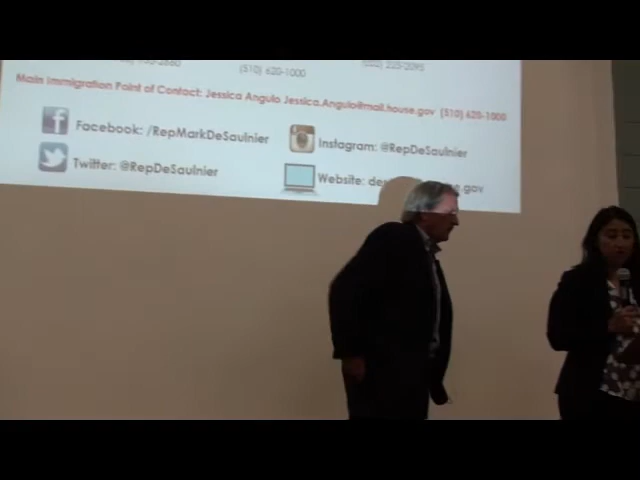 (510) 620-1000
Main Immigration Point of Contact: Jessica Angulo Jessica.Angulo@mail.house.gov (510) 620-1000
Facebook: /RepMarkDeSaulnier
Instagram: @RepDeSaulnier
Twitter: @RepDeSaulnier
Website: